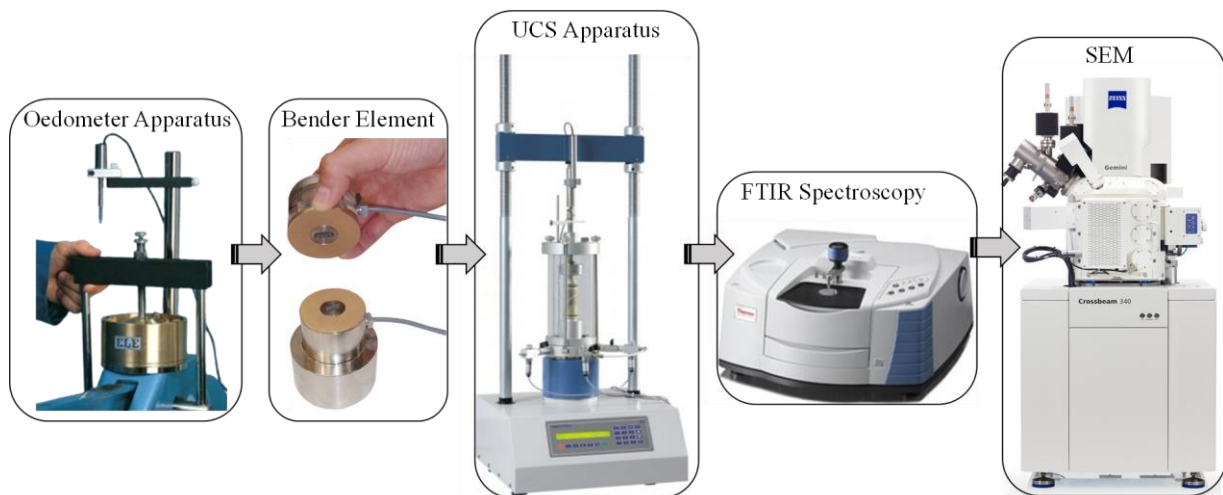 Oedometer Apparatus
Bender Element
UCS Apparatus
FTIR Spectroscopy
SEM
ZEISS
Gemini
Crossbeam 340